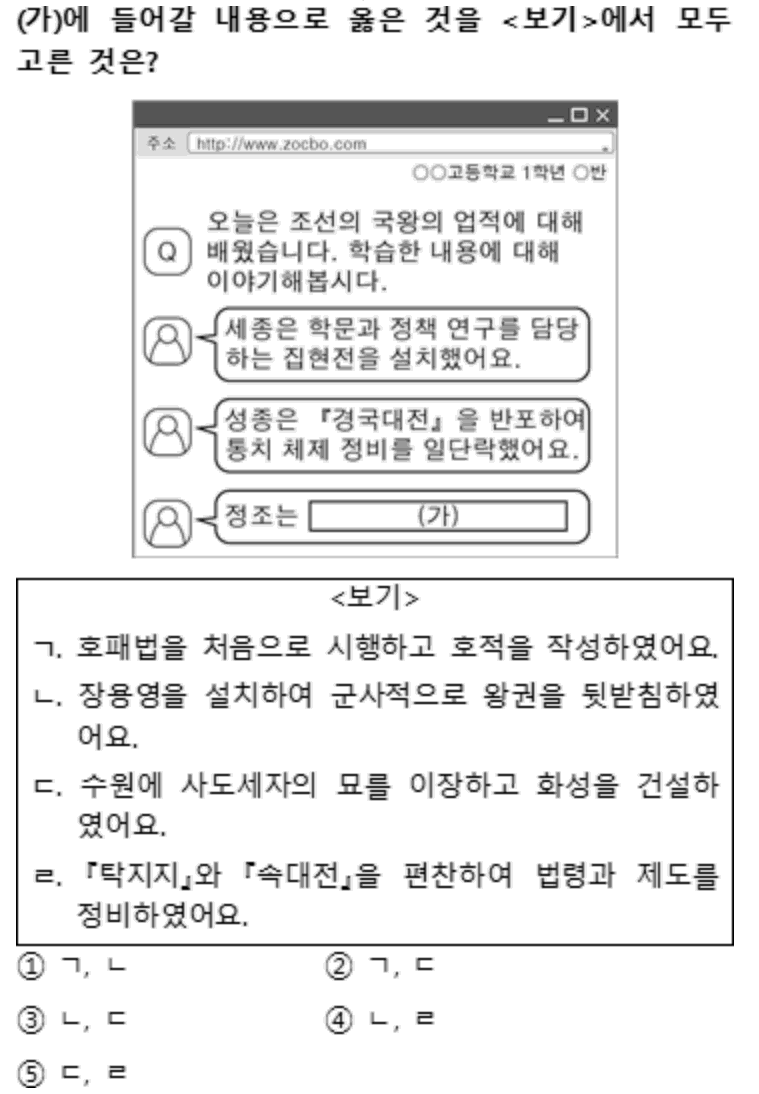 (가)에 들어갈 내용으로 옳은 것을 <보기>에서 모두
고른 것은?
주소 http://www.zocbo.com
○○고등학교 1학년 ○반
Q 오늘은 조선의 국왕의 업적에 대해
배웠습니다. 학습한 내용에 대해
이야기해봅시다.
세종은 학문과 정책 연구를 담당
하는 집현전을 설치했어요.
성종은 『경국대전』을 반포하여
통치 체제 정비를 일단락했어요.
정조는 (가)
<보기>
ㄱ. 호패법을 처음으로 시행하고 호적을 작성하였어요.
ㄴ. 장용영을 설치하여 군사적으로 왕권을 뒷받침하였
어요.
ㄷ. 수원에 사도세자의 묘를 이장하고 화성을 건설하
였어요.
ㄹ. 『탁지지』와 『속대전』을 편찬하여 법령과 제도를
정비하였어요.
① ㄱ, ㄴ ② ㄱ, ㄷ
③ ㄴ, ㄷ ④ ㄴ, ㄹ
⑤ ㄷ, ㄹ